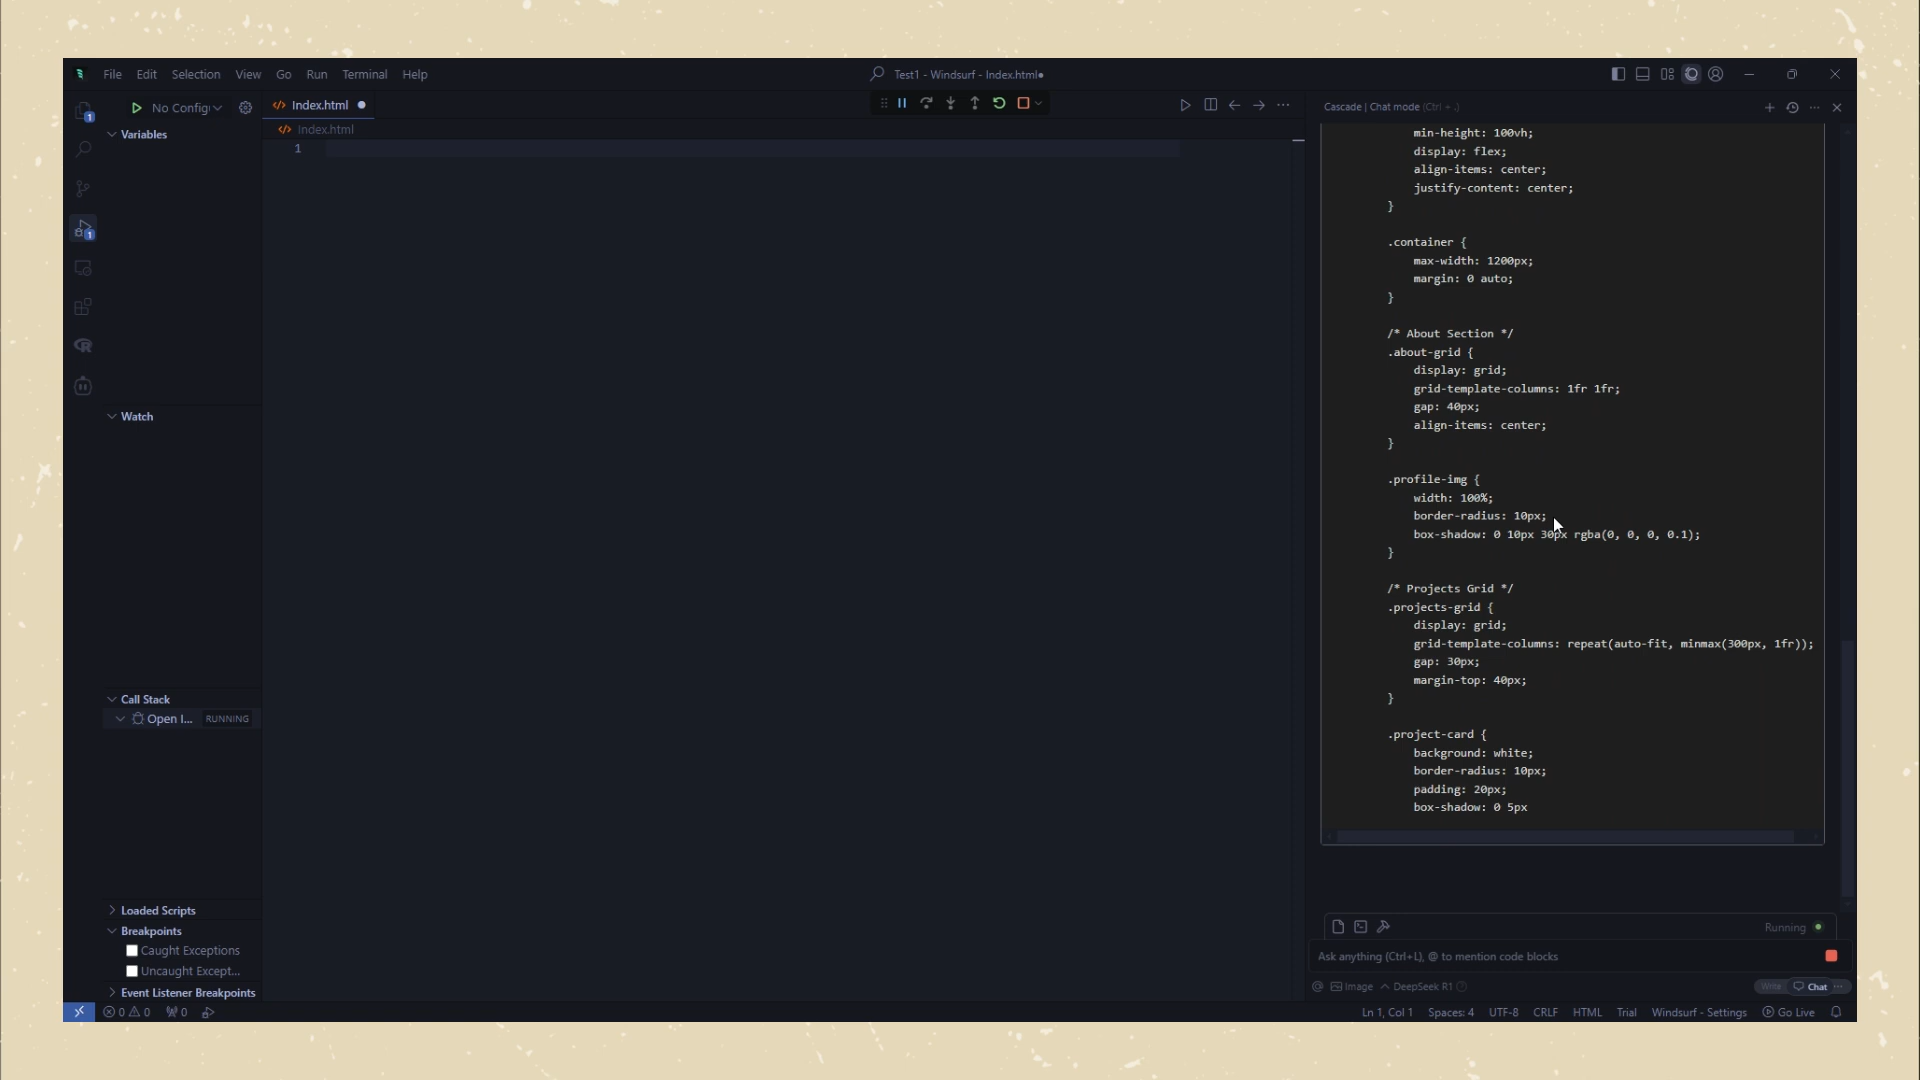 File Edit Selection View Go Run Terminal Help
Test1 - Windsurf - Index.html●
No Config
Index.html
Index.html
1
Variables
Watch
Call Stack
Open I... RUNNING
Loaded Scripts
Breakpoints
Caught Exceptions
Uncaught Except...
Event Listener Breakpoints
1
1
Cascade | Chat mode (Ctrl + .)
min-height: 100vh;
display: flex;
align-items: center;
justify-content: center;
}
.container {
max-width: 1200px;
margin: 0 auto;
}
/* About Section */
.about-grid {
display: grid;
grid-template-columns: 1fr 1fr;
gap: 40px;
align-items: center;
}
.profile-img {
width: 100%;
border-radius: 10px;
box-shadow: 0 10px 30px rgba(0, 0, 0, 0.1);
}
/* Projects Grid */
.projects-grid {
display: grid;
grid-template-columns: repeat(auto-fit, minmax(300px, 1fr));
gap: 30px;
margin-top: 40px;
}
.project-card {
background: white;
border-radius: 10px;
padding: 20px;
box-shadow: 0 5px
Running
Ask anything (Ctrl+L), @ to mention code blocks
Image DeepSeek R1 Write Chat
0 0 0
Ln 1, Col 1 Spaces: 4 UTF-8 CRLF HTML Trial Windsurf - Settings Go Live